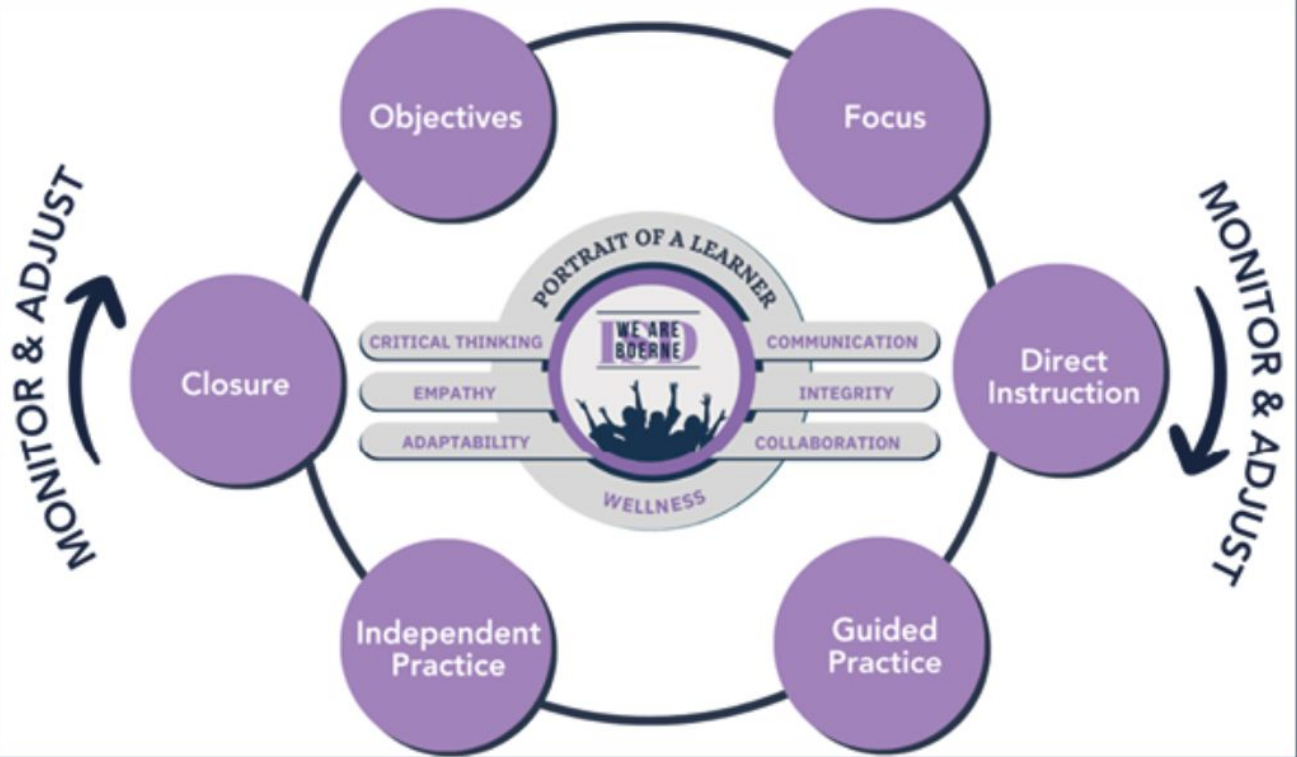 Objectives
Focus
MONITOR & ADJUST
MONITOR & ADJUST
PORTRAIT OF A LEARNER
ISD
WE ARE
BOERNE
CRITICAL THINKING
COMMUNICATION
EMPATHY
INTEGRITY
ADAPTABILITY
COLLABORATION
WELLNESS
Closure
Direct
Instruction
Independent
Practice
Guided
Practice